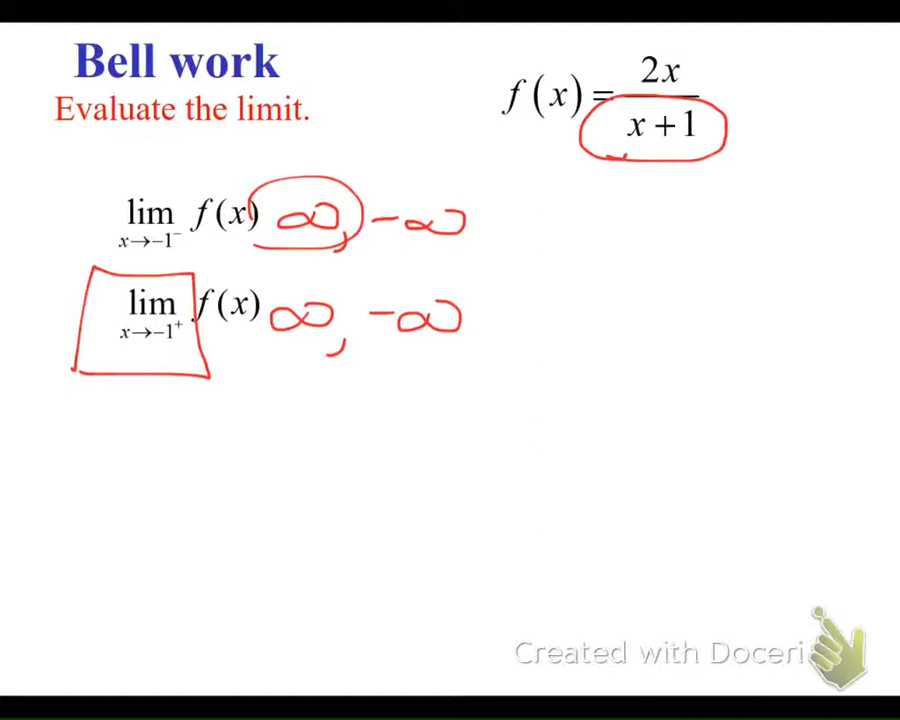 Bell work
Evaluate the limit.
f(x) = 2x / x + 1
lim x→−1⁻ f(x) ∞, −∞
lim x→−1⁺ f(x) ∞, −∞
Created with Doceri